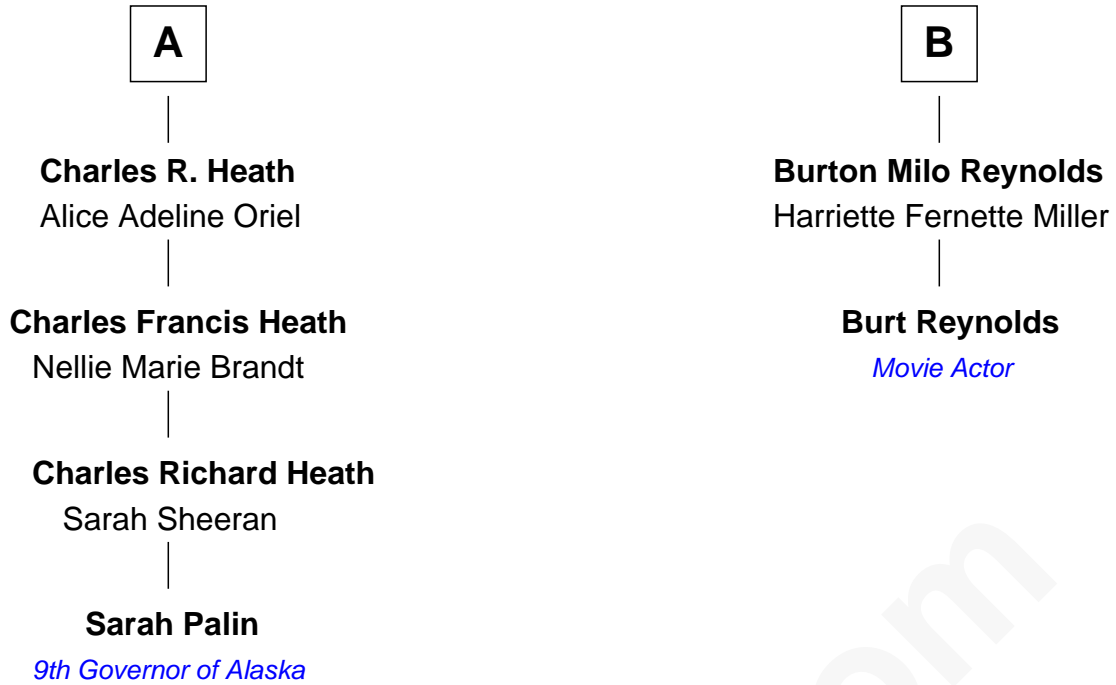 A
Charles R. Heath
Alice Adeline Oriel
Charles Francis Heath
Nellie Marie Brandt
Charles Richard Heath
Sarah Sheeran
Sarah Palin
9th Governor of Alaska
B
Burton Milo Reynolds
Harriette Fernette Miller
Burt Reynolds
Movie Actor
om